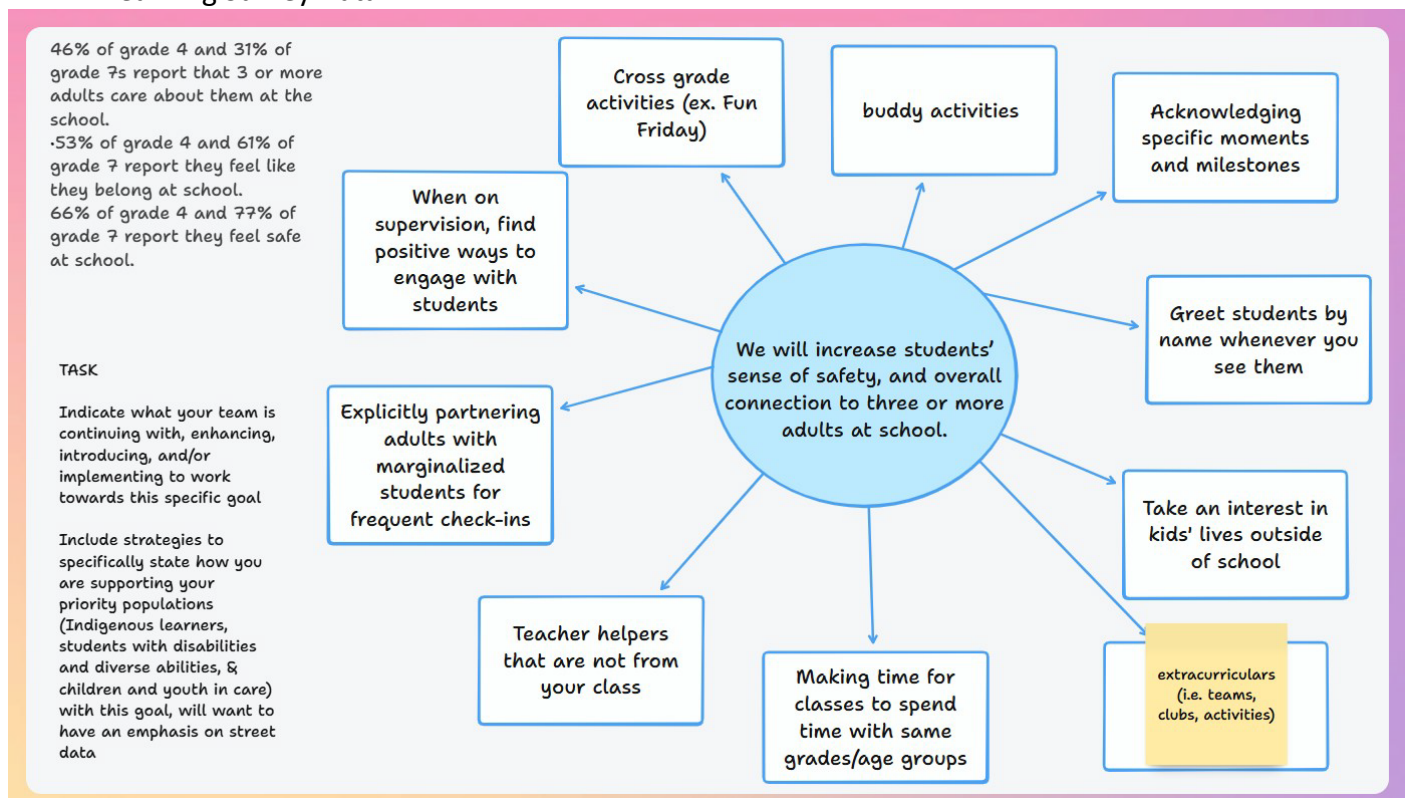 46% of grade 4 and 31% of
grade 7s report that 3 or more
adults care about them at the
school.
·53% of grade 4 and 61% of
grade 7 report they feel like
they belong at school.
66% of grade 4 and 77% of
grade 7 report they feel safe
at school.
TASK
Indicate what your team is
continuing with, enhancing,
introducing, and/or
implementing to work
towards this specific goal
Include strategies to
specifically state how you
are supporting your
priority populations
(Indigenous learners,
students with disabilities
and diverse abilities, &
children and youth in care)
with this goal, will want to
have an emphasis on street
data
Cross grade
activities (ex. Fun
Friday)
buddy activities
Acknowledging
specific moments
and milestones
When on
supervision, find
positive ways to
engage with
students
Greet students by
name whenever you
see them
We will increase students'
sense of safety, and overall
connection to three or more
adults at school.
Explicitly partnering
adults with
marginalized
students for
frequent check-ins
Take an interest in
kids' lives outside
of school
Teacher helpers
that are not from
your class
Making time for
classes to spend
time with same
grades/age groups
extracurriculars
(i.e. teams,
clubs, activities)